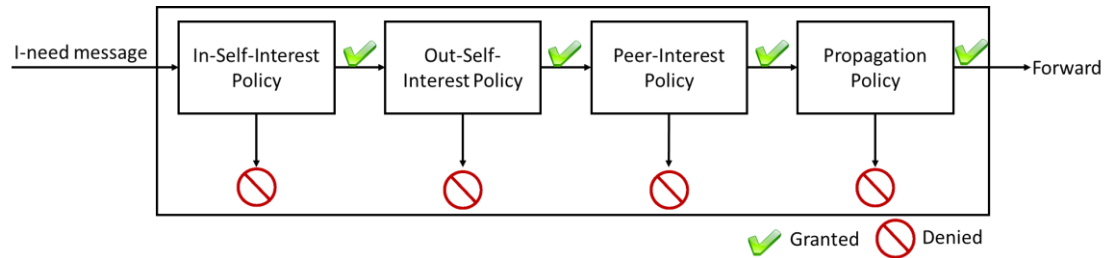 I-need message
In-Self-Interest
Policy
Out-Self-
Interest Policy
Peer-Interest
Policy
Propagation
Policy
Forward
Granted
Denied